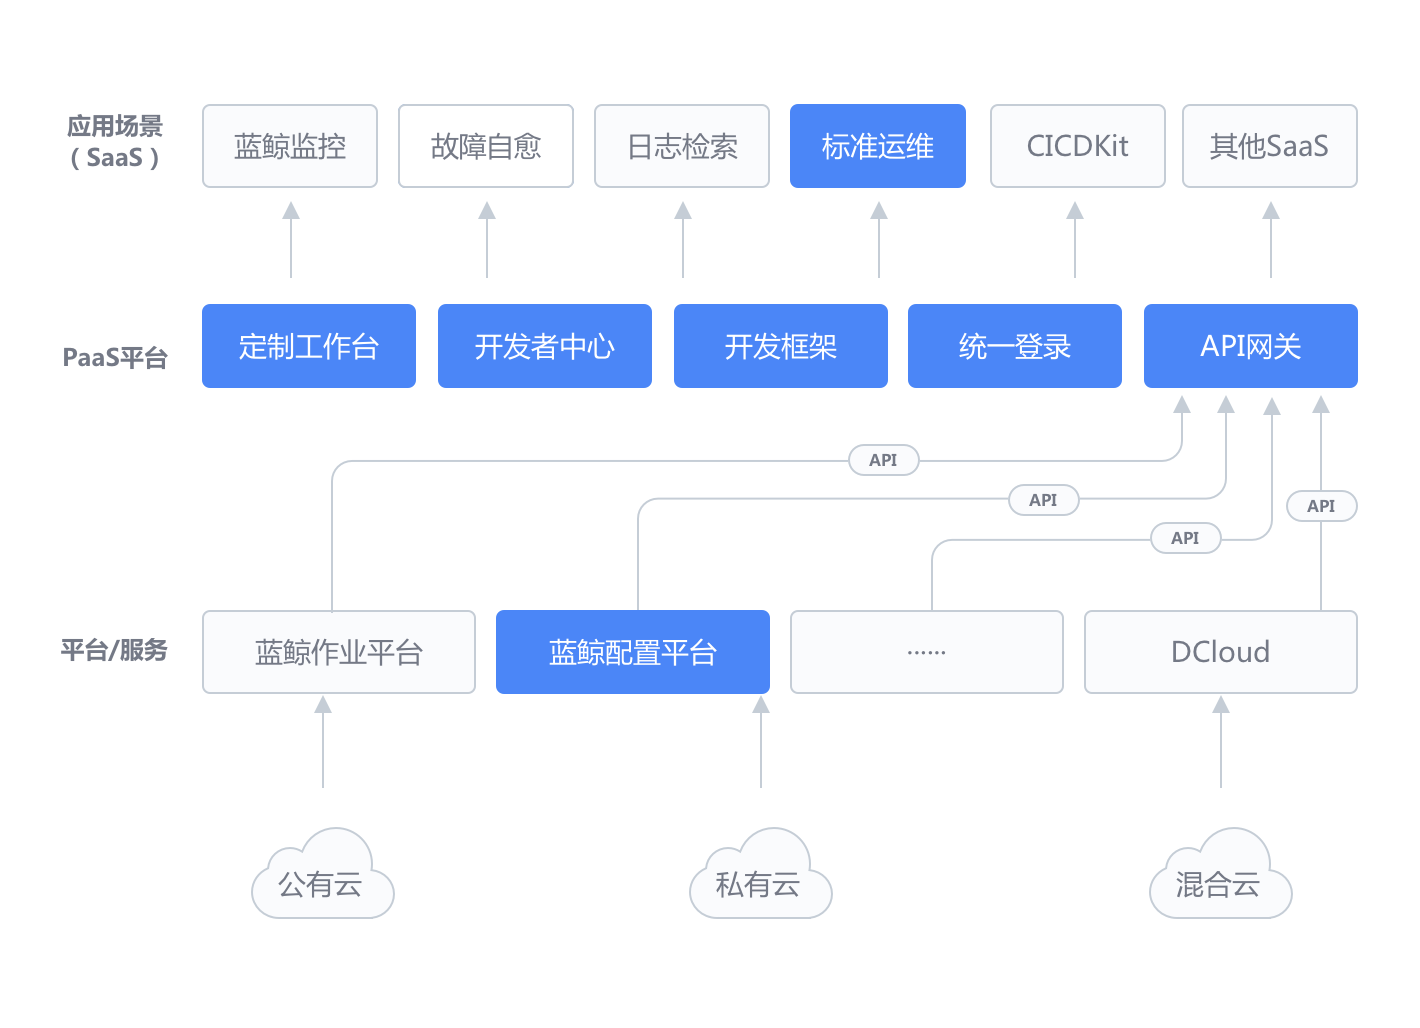 应用场景
（SaaS）
蓝鲸监控
故障自愈
日志检索
标准运维
CICDKit
其他SaaS
PaaS平台
定制工作台
开发者中心
开发框架
统一登录
API网关
API
API
API
API
平台/服务
蓝鲸作业平台
蓝鲸配置平台
······
DCloud
公有云
私有云
混合云